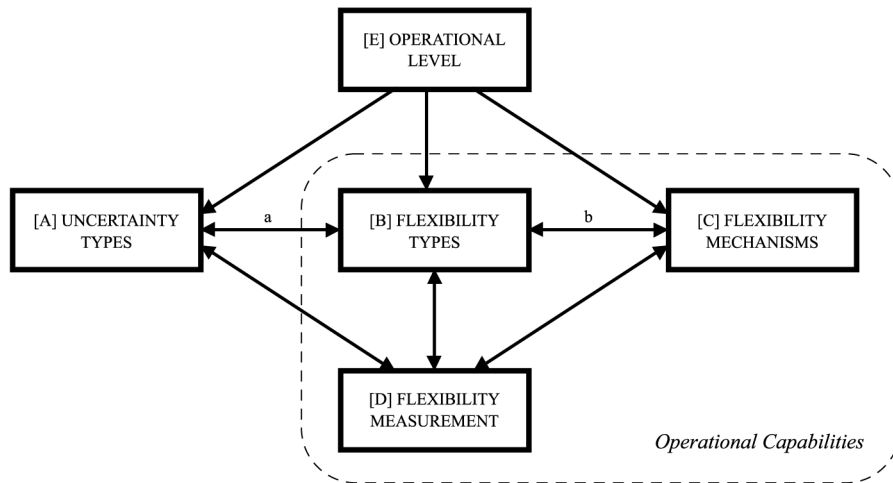 [E] OPERATIONAL
LEVEL
[A] UNCERTAINTY
TYPES
a
[B] FLEXIBILITY
TYPES
b
[C] FLEXIBILITY
MECHANISMS
[D] FLEXIBILITY
MEASUREMENT
Operational Capabilities